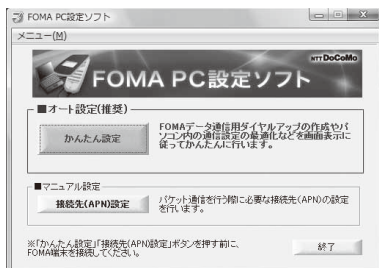 FOMA PC設定ソフト
メニュー(M)
NTT DoCoMo
FOMA PC設定ソフト
■オート設定(推奨)
かんたん設定
FOMAデータ通信用ダイヤルアップの作成やパ
ソコン内の通信設定の最適化などを画面表示に
従ってかんたんに行います。
■マニュアル設定
接続先(APN)設定
パケット通信を行う際に必要な接続先(APN)の設定
を行います。
※「かんたん設定」「接続先(APN)設定」ボタンを押す前に、
FOMA端末を接続してください。
終了